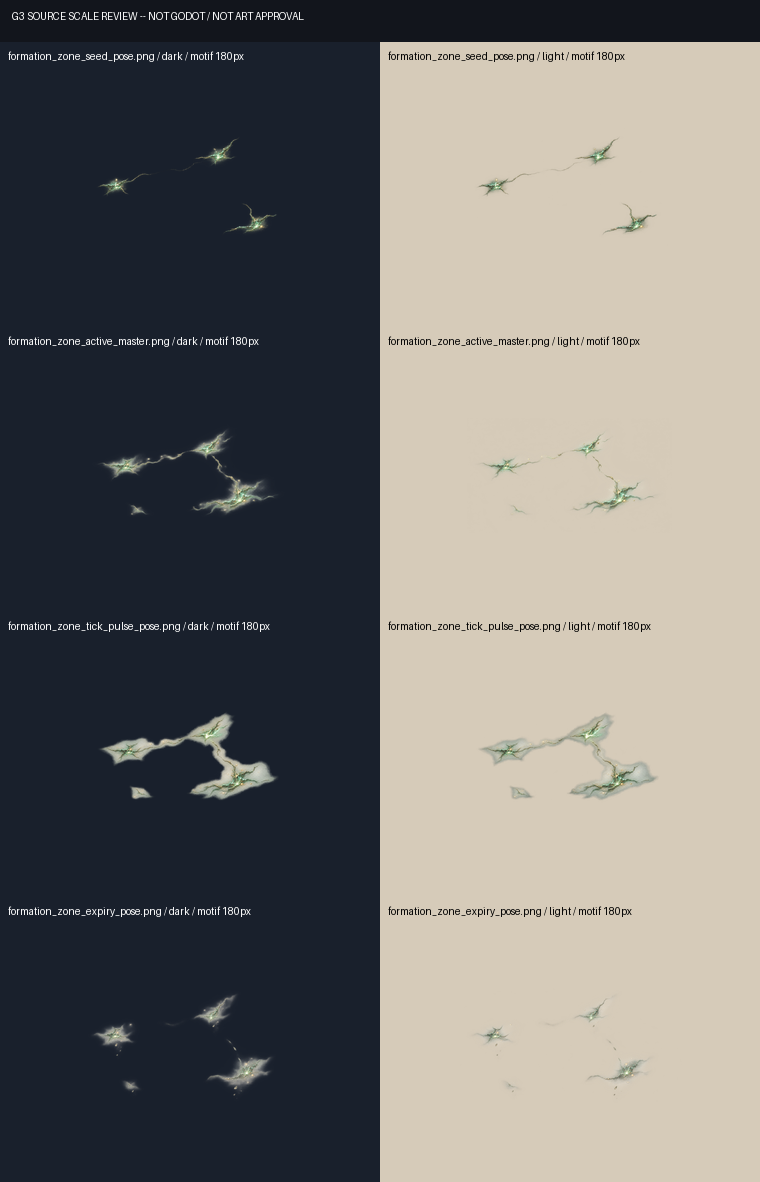 G3 SOURCE SCALE REVIEW -- NOT GODOT / NOT ART APPROVAL
formation_zone_seed_pose.png / dark / motif 180px
formation_zone_seed_pose.png / light / motif 180px
formation_zone_active_master.png / dark / motif 180px
formation_zone_active_master.png / light / motif 180px
formation_zone_tick_pulse_pose.png / dark / motif 180px
formation_zone_tick_pulse_pose.png / light / motif 180px
formation_zone_expiry_pose.png / dark / motif 180px
formation_zone_expiry_pose.png / light / motif 180px